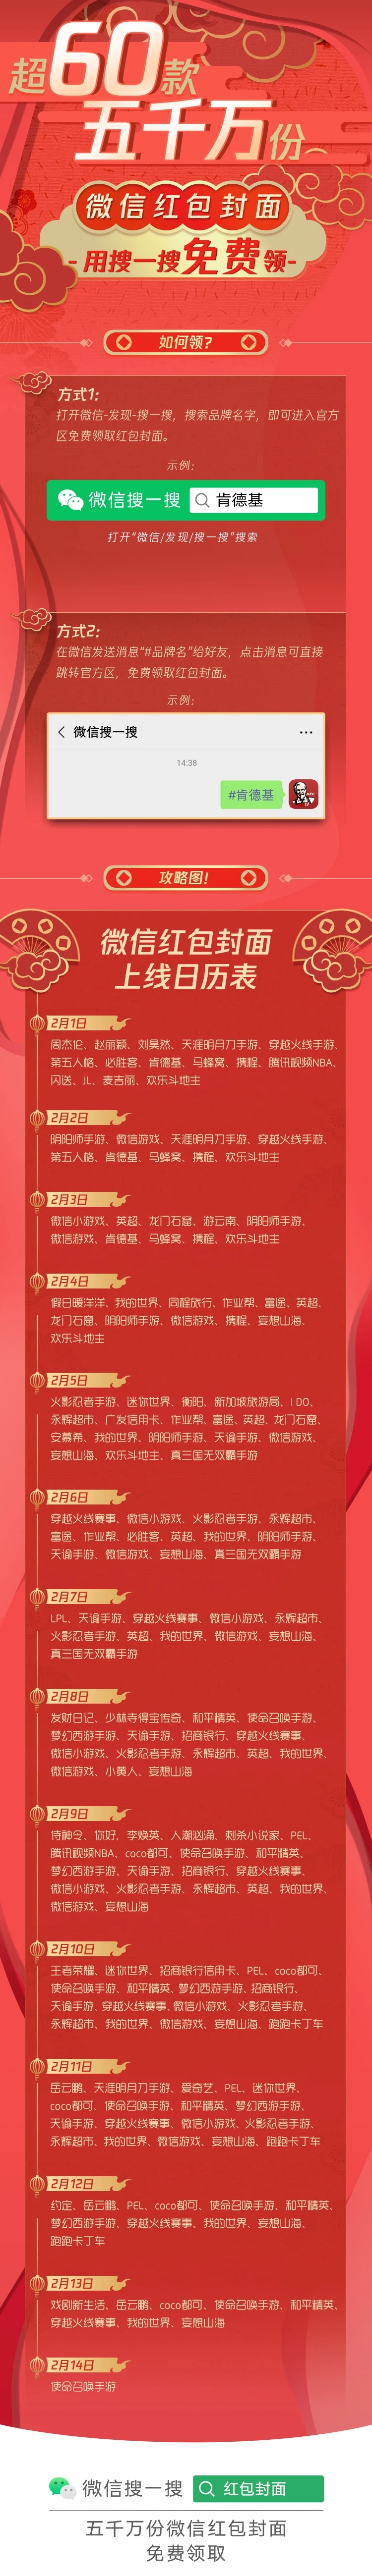 超60款
五千万份
微信红包封面
-用搜一搜免费领-
如何领?
方式1:
打开微信-发现-搜一搜，搜索品牌名字，即可进入官方
区免费领取红包封面。
示例:
微信搜一搜 肯德基
打开“微信/发现/搜一搜”搜索
方式2:
在微信发送消息“#品牌名”给好友，点击消息可直接
跳转官方区，免费领取红包封面。
示例:
微信搜一搜 ...
14:38
#肯德基
攻略图!
微信红包封面
上线日历表
2月1日
周杰伦、赵丽颖、刘昊然、天涯明月刀手游、穿越火线手游、
第五人格、必胜客、肯德基、马蜂窝、携程、腾讯视频NBA、
闪送、JL、麦吉丽、欢乐斗地主
2月2日
阴阳师手游、微信游戏、天涯明月刀手游、穿越火线手游、
第五人格、肯德基、马蜂窝、携程、欢乐斗地主
2月3日
微信小游戏、英超、龙门石窟、游云南、阴阳师手游、
微信游戏、肯德基、马蜂窝、携程、欢乐斗地主
2月4日
假日暖洋洋、我的世界、同程旅行、作业帮、富途、英超、
龙门石窟、阴阳师手游、微信游戏、携程、妄想山海、
欢乐斗地主
2月5日
火影忍者手游、迷你世界、衡阳、新加坡旅游局、I DO、
永辉超市、广发信用卡、作业帮、富途、英超、龙门石窟、
安慕希、我的世界、阴阳师手游、天谕手游、微信游戏、
妄想山海、欢乐斗地主、真三国无双霸手游
2月6日
穿越火线赛事、微信小游戏、火影忍者手游、永辉超市、
富途、作业帮、必胜客、英超、我的世界、阴阳师手游、
天谕手游、微信游戏、妄想山海、真三国无双霸手游
2月7日
LPL、天谕手游、穿越火线赛事、微信小游戏、永辉超市、
火影忍者手游、英超、我的世界、微信游戏、妄想山海、
真三国无双霸手游
2月8日
发财日记、少林寺得宝传奇、和平精英、使命召唤手游、
梦幻西游手游、天谕手游、招商银行、穿越火线赛事、
微信小游戏、火影忍者手游、永辉超市、英超、我的世界、
微信游戏、小黄人、妄想山海
2月9日
侍神令、你好，李焕英、人潮汹涌、刺杀小说家、PEL、
腾讯视频NBA、coco都可、使命召唤手游、和平精英、
梦幻西游手游、天谕手游、招商银行、穿越火线赛事、
微信小游戏、火影忍者手游、永辉超市、英超、我的世界、
微信游戏、妄想山海
2月10日
王者荣耀、迷你世界、招商银行信用卡、PEL、coco都可、
使命召唤手游、和平精英、梦幻西游手游、招商银行、
天谕手游、穿越火线赛事、微信小游戏、火影忍者手游、
永辉超市、我的世界、微信游戏、妄想山海、跑跑卡丁车
2月11日
岳云鹏、天涯明月刀手游、爱奇艺、PEL、迷你世界、
coco都可、使命召唤手游、和平精英、梦幻西游手游、
天谕手游、穿越火线赛事、微信小游戏、火影忍者手游、
永辉超市、我的世界、微信游戏、妄想山海、跑跑卡丁车
2月12日
约定、岳云鹏、PEL、coco都可、使命召唤手游、和平精英、
梦幻西游手游、穿越火线赛事、我的世界、妄想山海、
跑跑卡丁车
2月13日
戏剧新生活、岳云鹏、coco都可、使命召唤手游、和平精英、
穿越火线赛事、我的世界、妄想山海
2月14日
使命召唤手游
微信搜一搜 红包封面
五千万份微信红包封面
免费领取